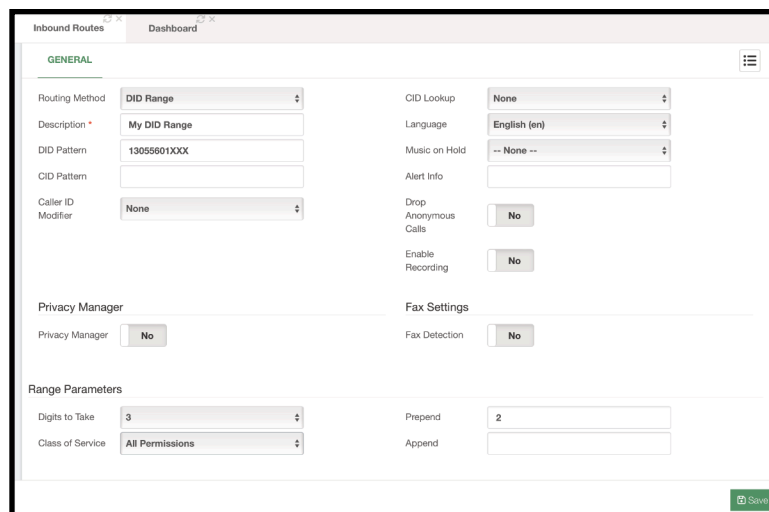 Inbound Routes
Dashboard
GENERAL
Routing Method DID Range
CID Lookup None
Description * My DID Range
Language English (en)
DID Pattern 13055601XXX
Music on Hold -- None --
CID Pattern
Alert Info
Caller ID Modifier None
Drop Anonymous Calls No
Enable Recording No
Privacy Manager
Fax Settings
Privacy Manager No
Fax Detection No
Range Parameters
Digits to Take 3
Prepend 2
Class of Service All Permissions
Append
Save